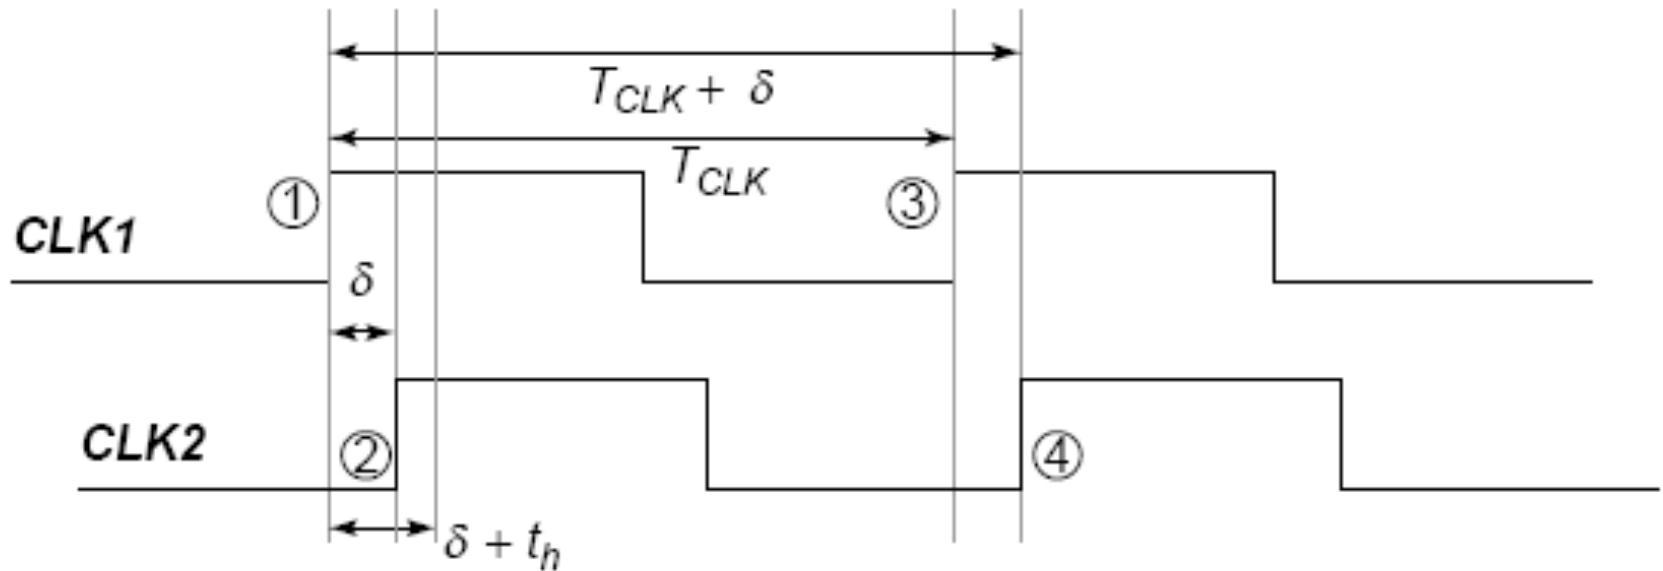 T_CLK + δ
T_CLK
① ③
CLK1
δ
CLK2
② ④
δ + t_h